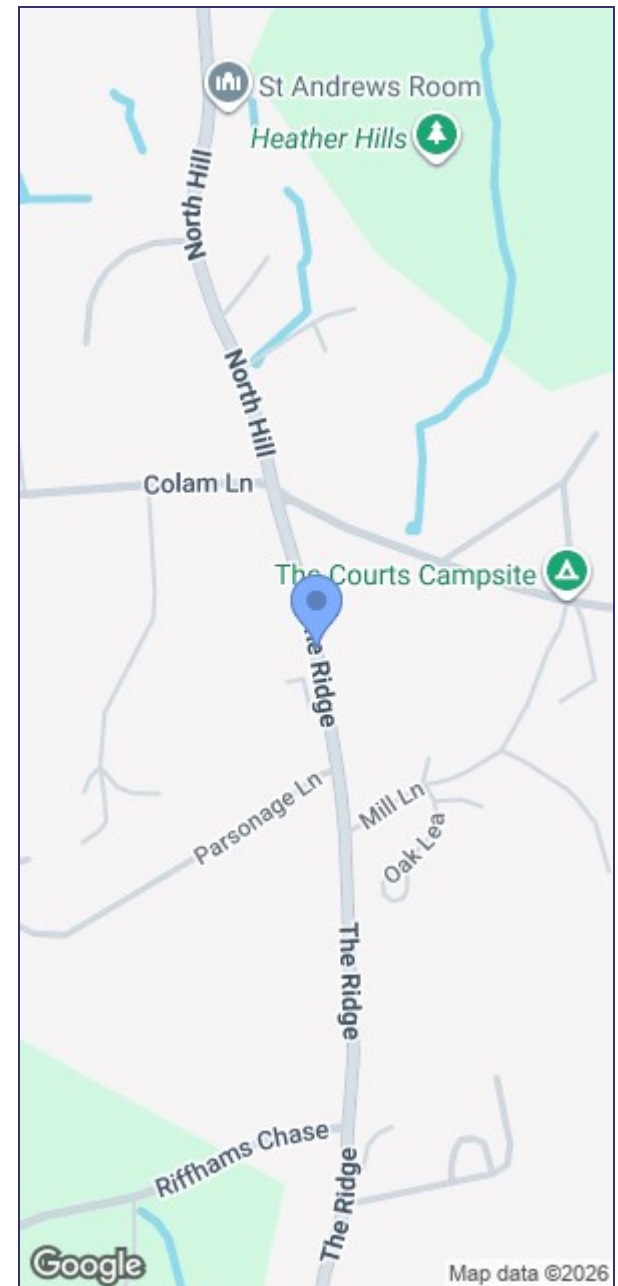 St Andrews Room
Heather Hills
North Hill
North Hill
Colam Ln
The Courts Campsite
The Ridge
Parsonage Ln
Mill Ln
Oak Lea
The Ridge
Riffhams Chase
The Ridge
Google
Map data ©2026